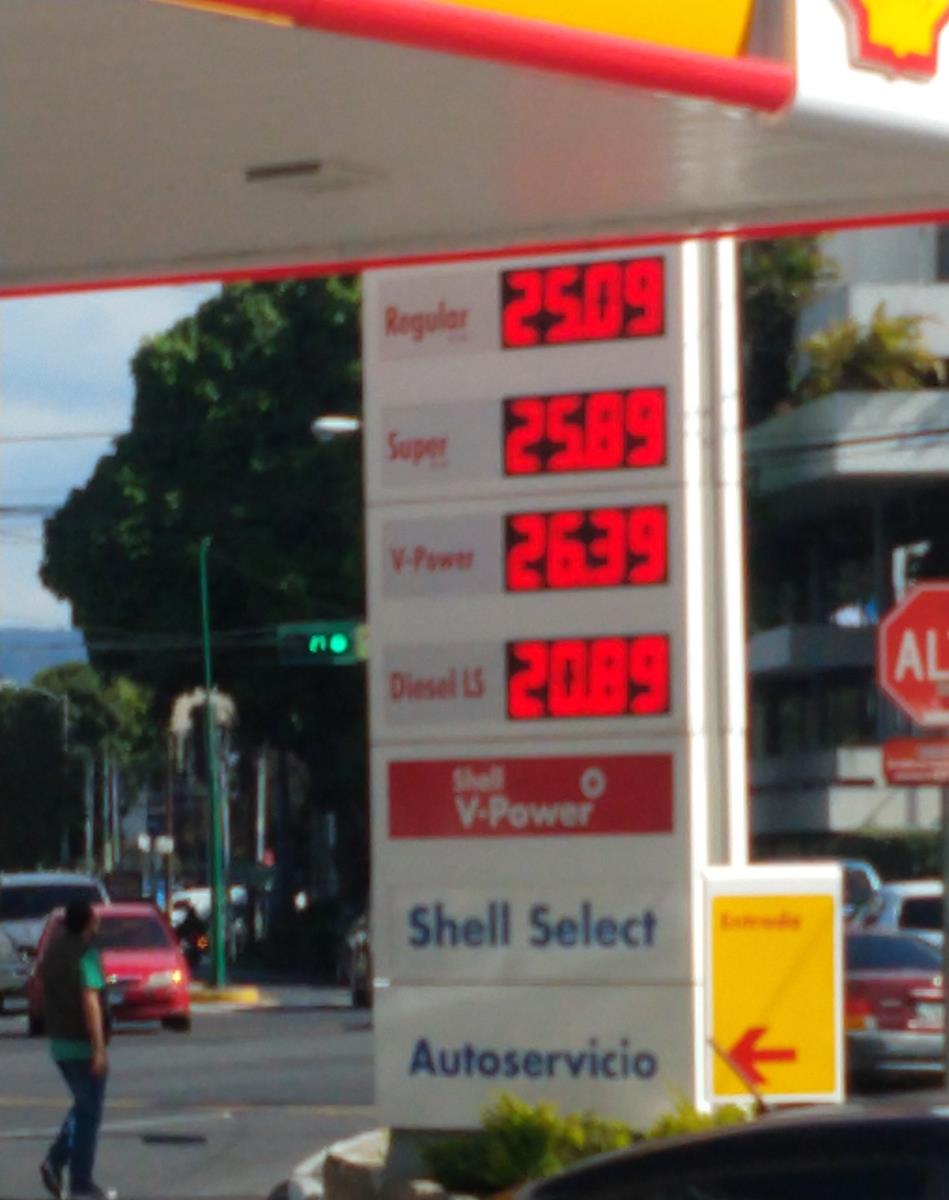 Regular 25.09
Super 25.89
V-Power 26.39
Diesel LS 20.89
Shell
V-Power
Shell Select
Autoservicio
Entrada
AL